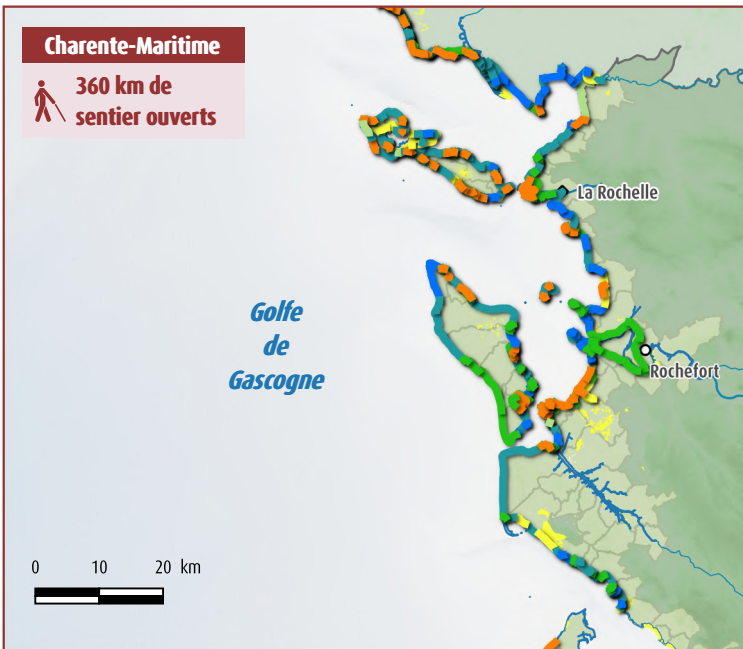 Charente-Maritime
360 km de
sentier ouverts
La Rochelle
Golfe
de
Gascogne
Rochefort
0 10 20 km